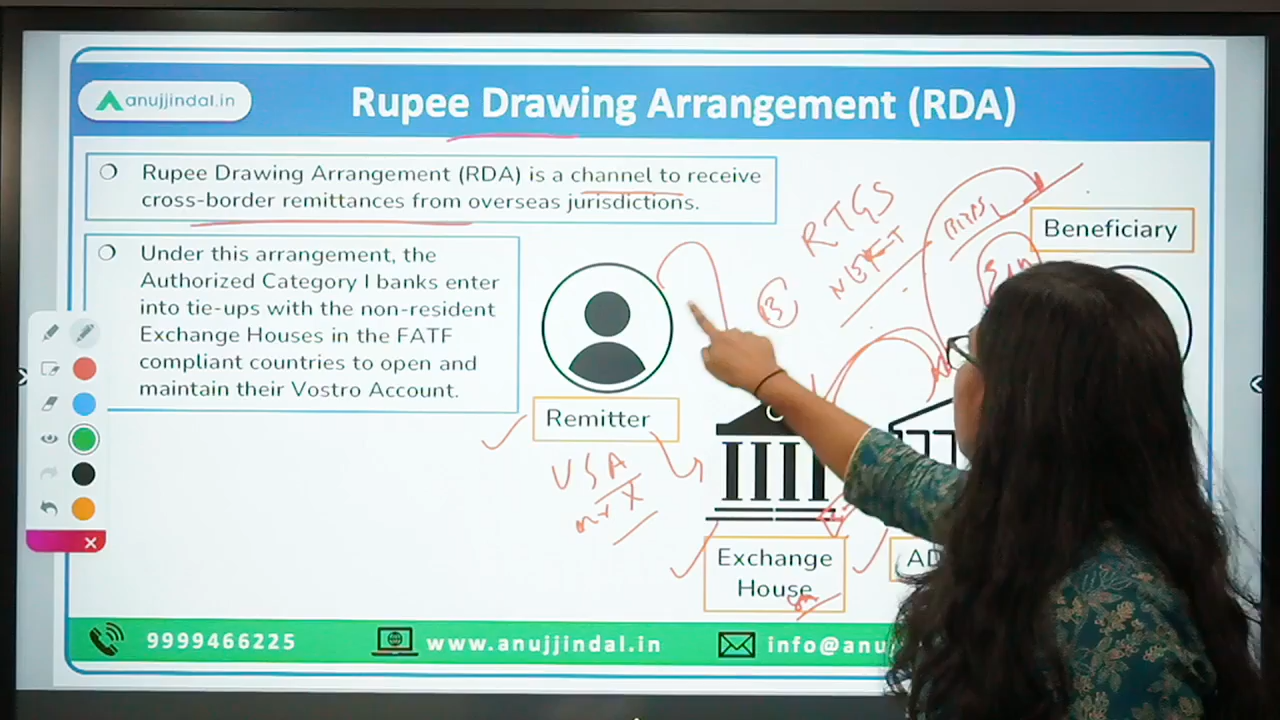 anujjindal.in
Rupee Drawing Arrangement (RDA)
Rupee Drawing Arrangement (RDA) is a channel to receive
cross-border remittances from overseas jurisdictions.
Under this arrangement, the
Authorized Category I banks enter
into tie-ups with the non-resident
Exchange Houses in the FATF
compliant countries to open and
maintain their Vostro Account.
RTGS
Beneficiary
Remitter
USA
Mr X
Exchange
House
AD
9999466225
www.anujjindal.in
info@anu